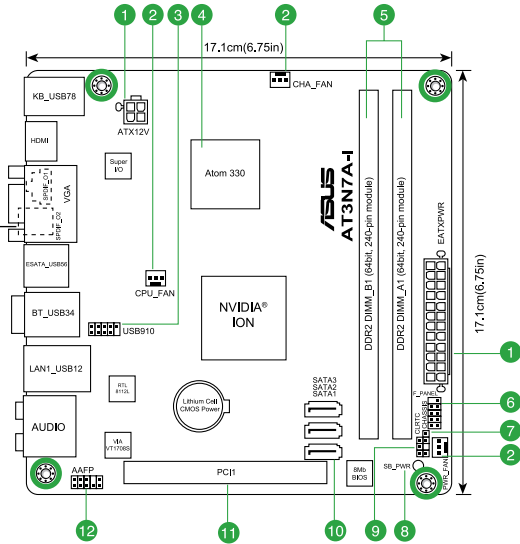 1
2
3
4
2
5
17.1cm(6.75in)
KB_USB78
ATX12V
CHA_FAN
HDMI
Super
I/O
Atom 330
SPDIF_O1
VGA
SPDIF_O2
ASUS
AT3N7A-I
DDR2 DIMM_B1 (64bit, 240-pin module)
DDR2 DIMM_A1 (64bit, 240-pin module)
EATXPWR
17.1cm(6.75in)
ESATA_USB56
CPU_FAN
BT_USB34
USB910
NVIDIA®
ION
1
LAN1_USB12
RTL
8112L
Lithium Cell
CMOS Power
SATA3
SATA2
SATA1
F_PANEL
6
CHASSIS
CLRTC
7
AUDIO
VIA
VT1708S
PWR_FAN
2
AAFP
PCI1
8Mb
BIOS
SB_PWR
12
11
10
9
8